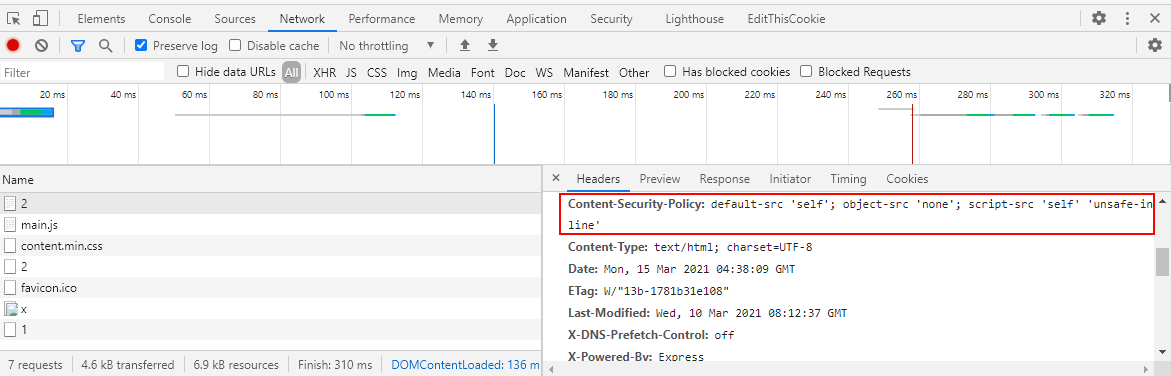 Elements Console Sources Network Performance Memory Application Security Lighthouse EditThisCookie
Preserve log Disable cache No throttling
Filter Hide data URLs All XHR JS CSS Img Media Font Doc WS Manifest Other Has blocked cookies Blocked Requests
20 ms 40 ms 60 ms 80 ms 100 ms 120 ms 140 ms 160 ms 180 ms 200 ms 220 ms 240 ms 260 ms 280 ms 300 ms 320 ms
Name
2
main.js
content.min.css
2
favicon.ico
x
1
7 requests 4.6 kB transferred 6.9 kB resources Finish: 310 ms DOMContentLoaded: 136 m
Headers Preview Response Initiator Timing Cookies
Content-Security-Policy: default-src 'self'; object-src 'none'; script-src 'self' 'unsafe-in
line'
Content-Type: text/html; charset=UTF-8
Date: Mon, 15 Mar 2021 04:38:09 GMT
ETag: W/"13b-1781b31e108"
Last-Modified: Wed, 10 Mar 2021 08:12:37 GMT
X-DNS-Prefetch-Control: off
X-Powered-By: Express